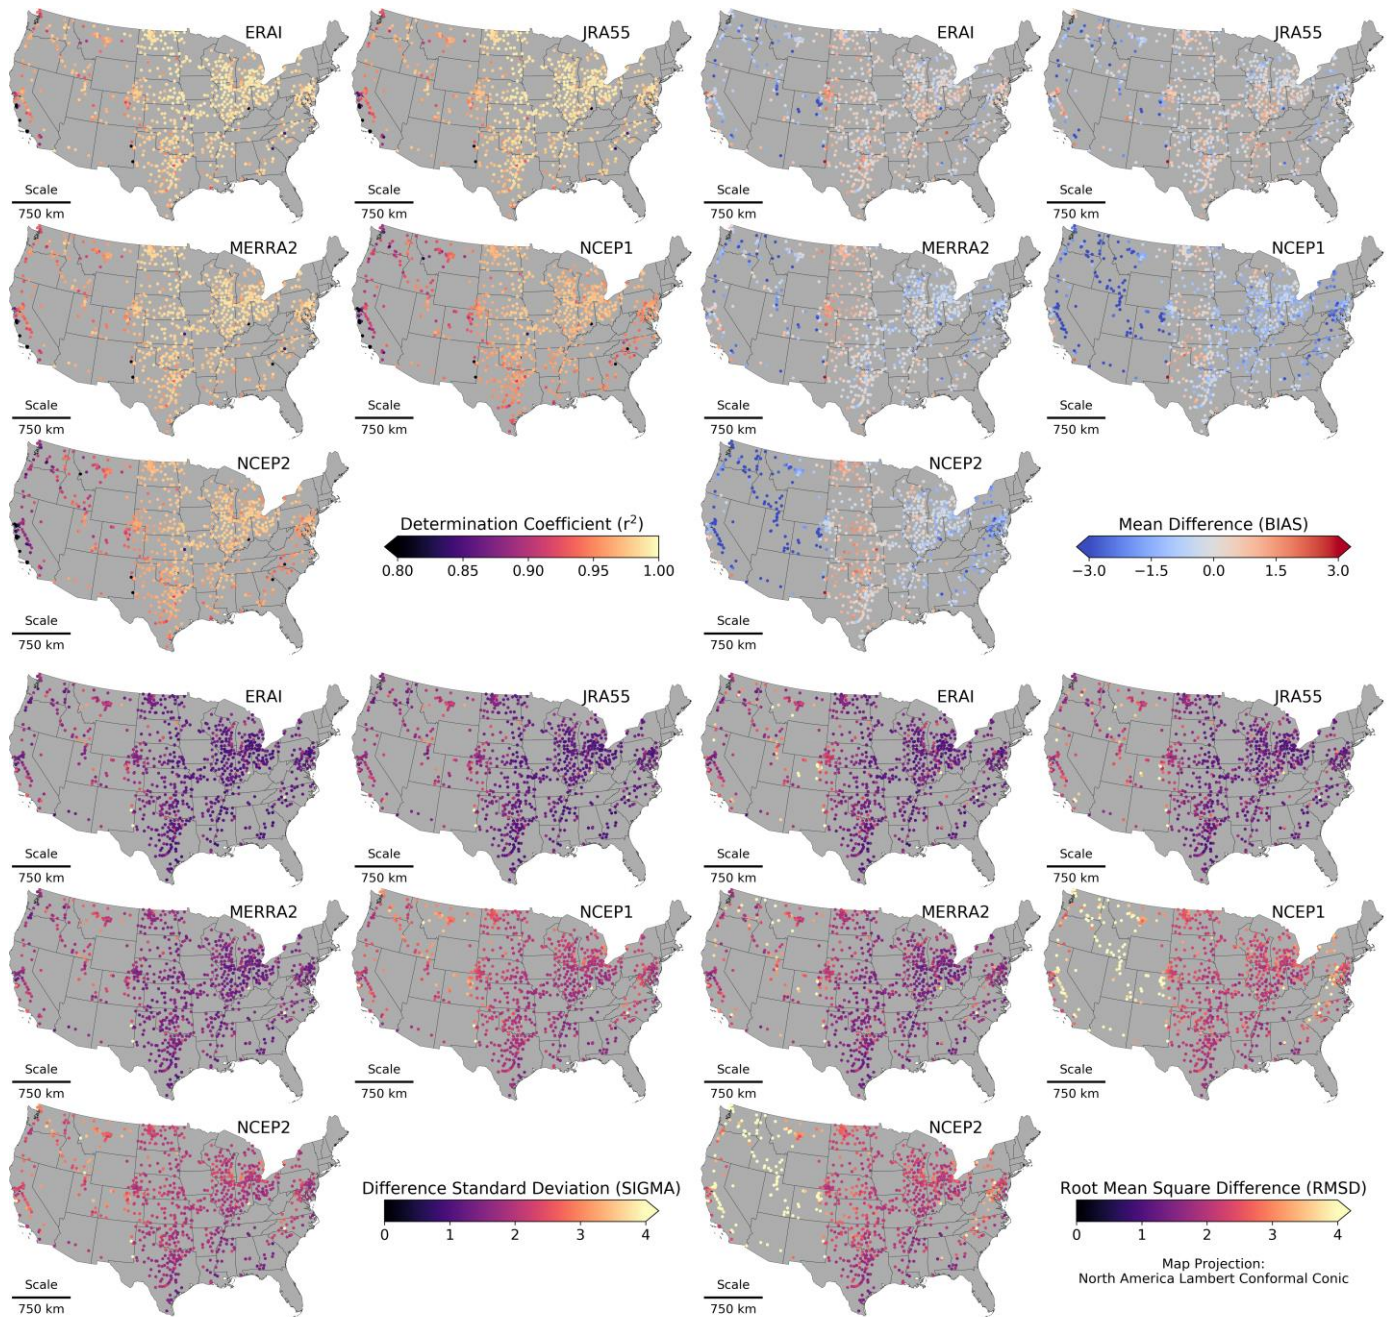 ERAI
JRA55
ERAI
JRA55
Scale
750 km
Scale
750 km
Scale
750 km
Scale
750 km
MERRA2
NCEP1
MERRA2
NCEP1
Scale
750 km
Scale
750 km
Scale
750 km
Scale
750 km
NCEP2
NCEP2
Determination Coefficient (r²)
0.80 0.85 0.90 0.95 1.00
Mean Difference (BIAS)
−3.0 −1.5 0.0 1.5 3.0
Scale
750 km
Scale
750 km
ERAI
JRA55
ERAI
JRA55
Scale
750 km
Scale
750 km
Scale
750 km
Scale
750 km
MERRA2
NCEP1
MERRA2
NCEP1
Scale
750 km
Scale
750 km
Scale
750 km
Scale
750 km
NCEP2
NCEP2
Difference Standard Deviation (SIGMA)
0 1 2 3 4
Root Mean Square Difference (RMSD)
0 1 2 3 4
Map Projection:
North America Lambert Conformal Conic
Scale
750 km
Scale
750 km